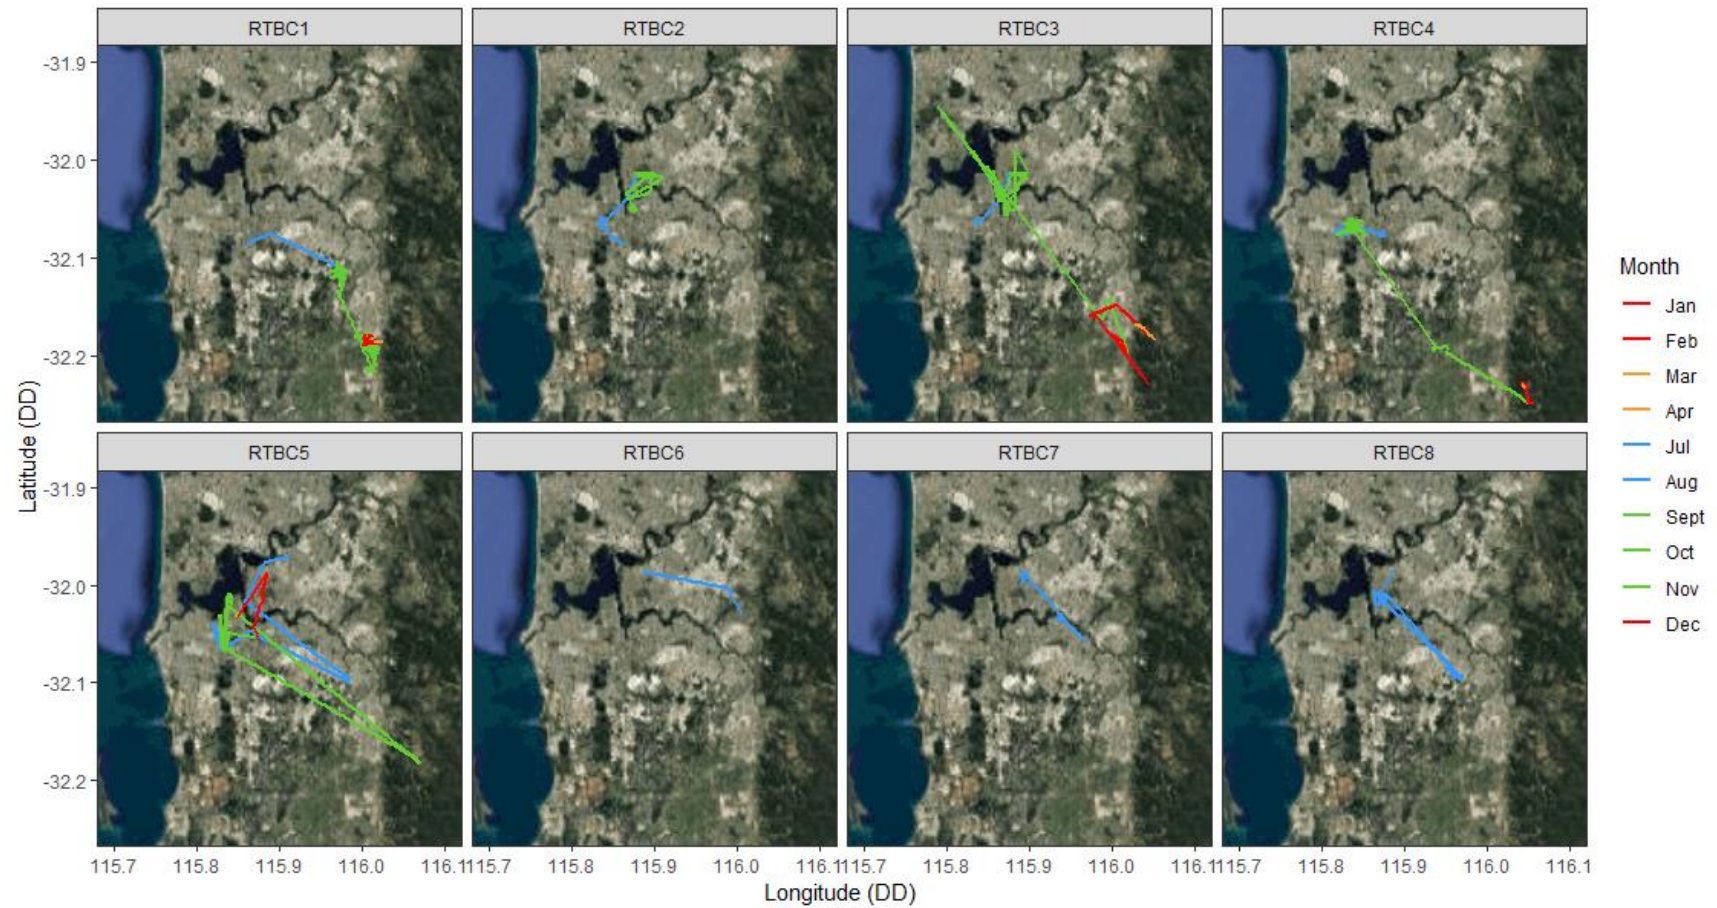 RTBC1 RTBC2 RTBC3 RTBC4
-31.9
-32.0
-32.1
-32.2
RTBC5 RTBC6 RTBC7 RTBC8
-31.9
-32.0
-32.1
-32.2
115.7 115.8 115.9 116.0 116.1 115.7 115.8 115.9 116.0 116.1 115.7 115.8 115.9 116.0 116.1 115.7 115.8 115.9 116.0 116.1
Longitude (DD)
Latitude (DD)
Month
Jan
Feb
Mar
Apr
Jul
Aug
Sept
Oct
Nov
Dec